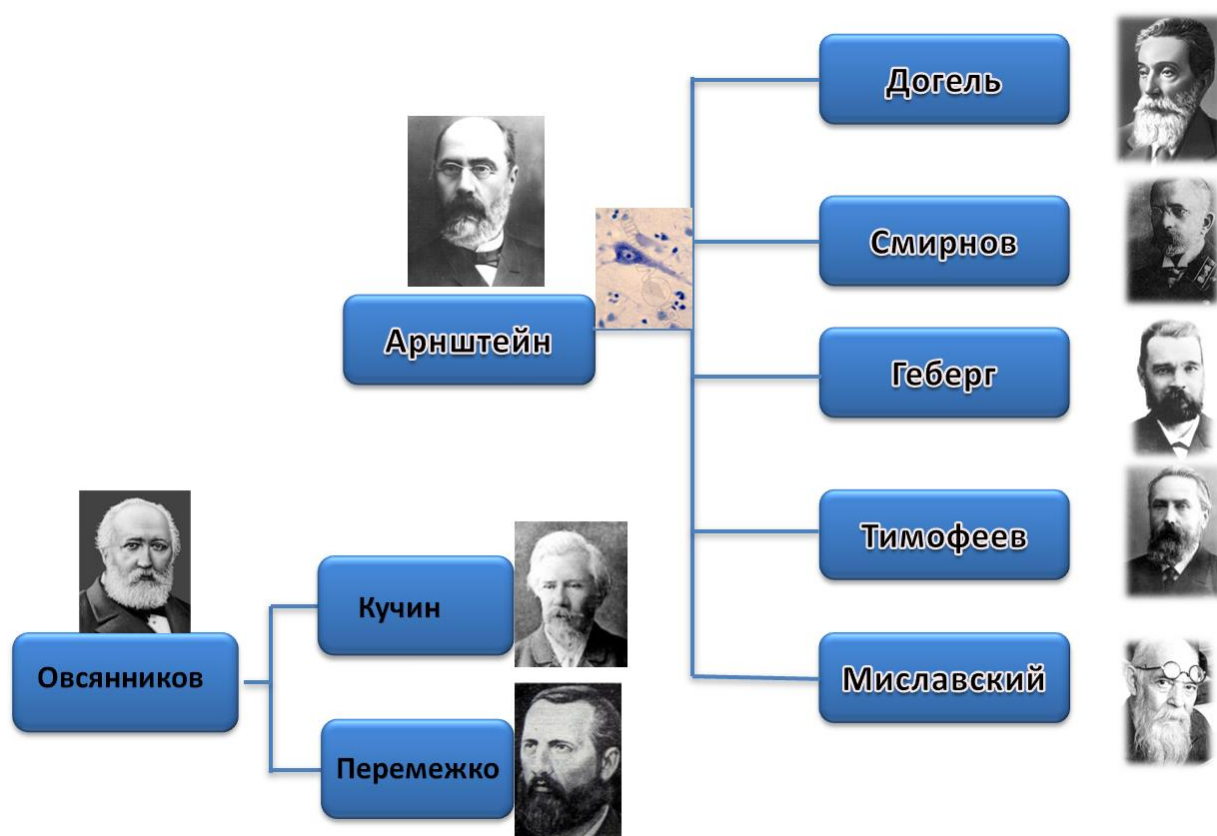 Догель
Смирнов
Арнштейн
Геберг
Тимофеев
Кучин
Овсянников
Миславский
Перемежко